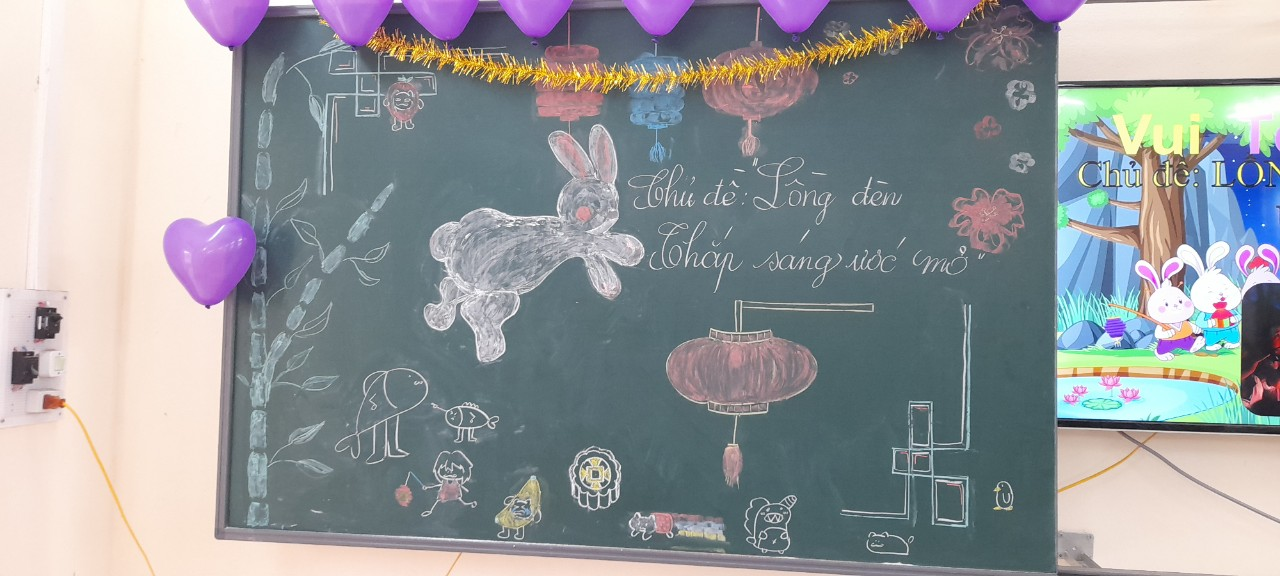 Chủ đề: "Lồng đèn
Thắp sáng ước mơ"
Vui
Chủ đề: LỒN